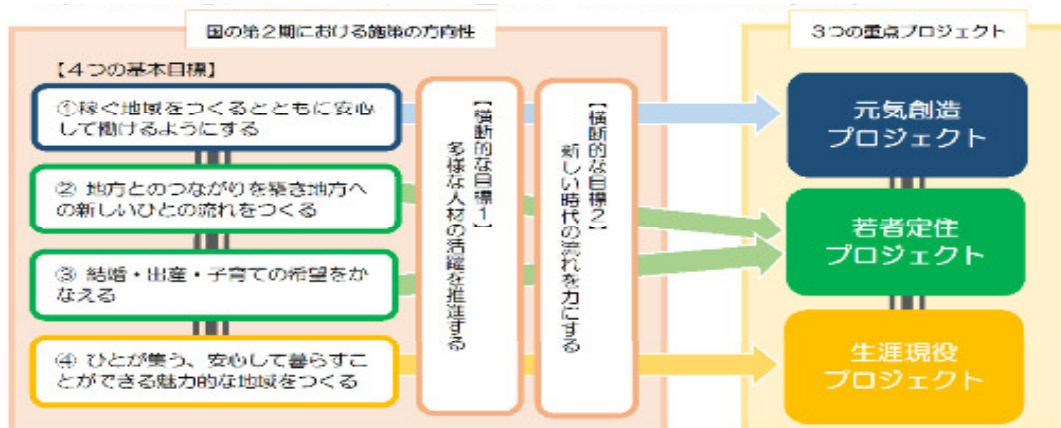 国の第2期における施策の方向性
【4つの基本目標】
①稼ぐ地域をつくるとともに安心
して働けるようにする
② 地方とのつながりを築き地方へ
の新しいひとの流れをつくる
③ 結婚・出産・子育ての希望をか
なえる
④ ひとが集う、安心して暮らすこ
とができる魅力的な地域をつくる
【横断的な目標1】
多様な人材の活躍を推進する
【横断的な目標2】
新しい時代の流れを力にする
3つの重点プロジェクト
元気創造
プロジェクト
若者定住
プロジェクト
生涯現役
プロジェクト